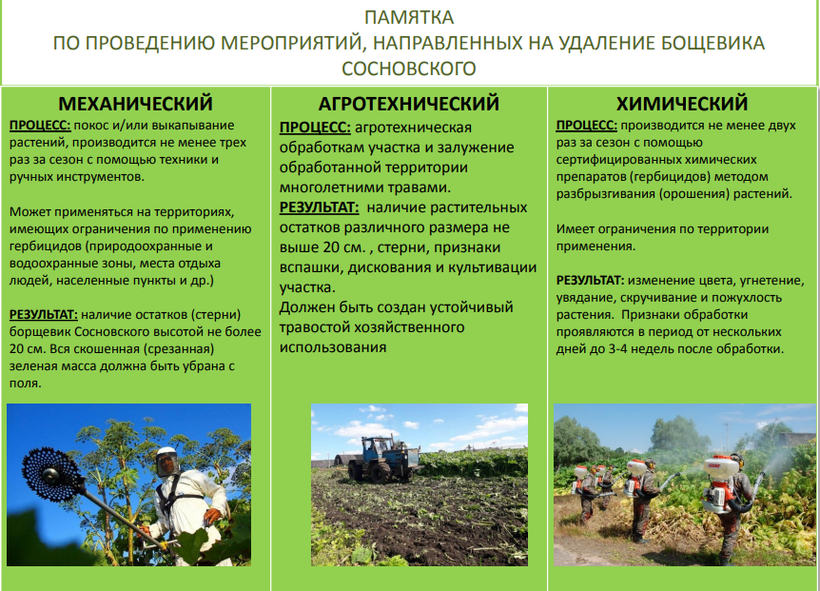 ПАМЯТКА
ПО ПРОВЕДЕНИЮ МЕРОПРИЯТИЙ, НАПРАВЛЕННЫХ НА УДАЛЕНИЕ БОЩЕВИКА
СОСНОВСКОГО
МЕХАНИЧЕСКИЙ
ПРОЦЕСС: покос и/или выкапывание
растений, производится не менее трех
раз за сезон с помощью техники и
ручных инструментов.
Может применяться на территориях,
имеющих ограничения по применению
гербицидов (природоохранные и
водоохранные зоны, места отдыха
людей, населенные пункты и др.)
РЕЗУЛЬТАТ: наличие остатков (стерни)
борщевик Сосновского высотой не более
20 см. Вся скошенная (срезанная)
зеленая масса должна быть убрана с
поля.
АГРОТЕХНИЧЕСКИЙ
ПРОЦЕСС: агротехническая
обработкам участка и залужение
обработанной территории
многолетними травами.
РЕЗУЛЬТАТ: наличие растительных
остатков различного размера не
выше 20 см. , стерни, признаки
вспашки, дискования и культивации
участка.
Должен быть создан устойчивый
травостой хозяйственного
использования
ХИМИЧЕСКИЙ
ПРОЦЕСС: производится не менее двух
раз за сезон с помощью
сертифицированных химических
препаратов (гербицидов) методом
разбрызгивания (орошения) растений.
Имеет ограничения по территории
применения.
РЕЗУЛЬТАТ: изменение цвета, угнетение,
увядание, скручивание и пожухлость
растения. Признаки обработки
проявляются в период от нескольких
дней до 3-4 недель после обработки.